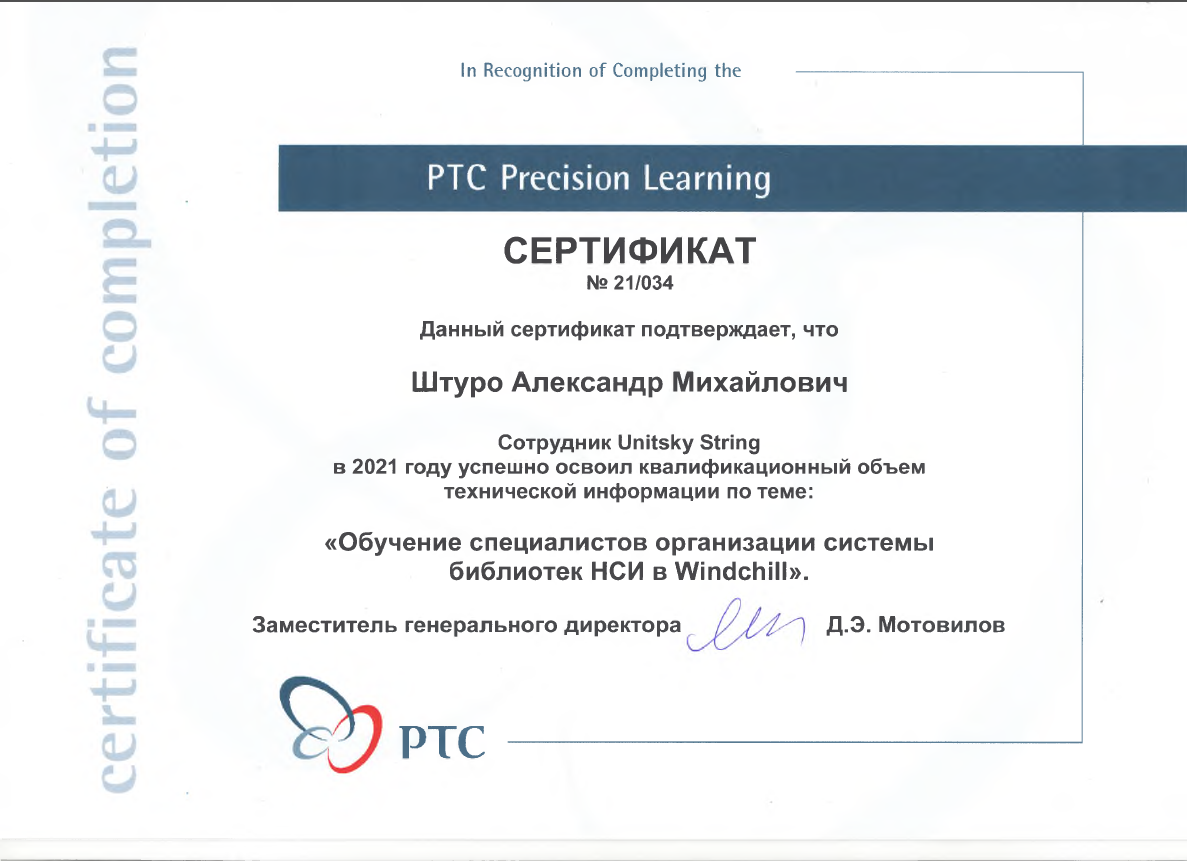 certificate of completion
In Recognition of Completing the
PTC Precision Learning
СЕРТИФИКАТ
№ 21/034
Данный сертификат подтверждает, что
Штуро Александр Михайлович
Сотрудник Unitsky String
в 2021 году успешно освоил квалификационный объем
технической информации по теме:
«Обучение специалистов организации системы
библиотек НСИ в Windchill».
Заместитель генерального директора Д.Э. Мотовилов
PTC